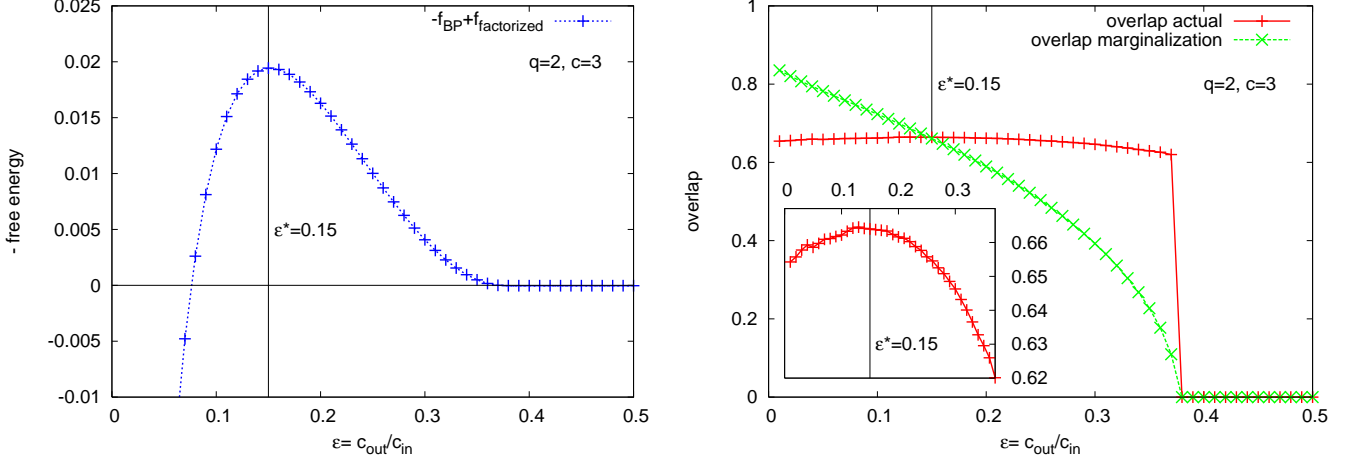 -f_BP+f_factorized
q=2, c=3
ε*=0.15
- free energy
0.025
0.02
0.015
0.01
0.005
0
-0.005
-0.01
0
0.1
0.2
0.3
0.4
0.5
ε= c_out/c_in
overlap actual
overlap marginalization
q=2, c=3
ε*=0.15
overlap
1
0.8
0.6
0.4
0.2
0
0 0.1 0.2 0.3
0.66
0.65
0.64
0.63
0.62
ε*=0.15
0
0.1
0.2
0.3
0.4
0.5
ε= c_out/c_in